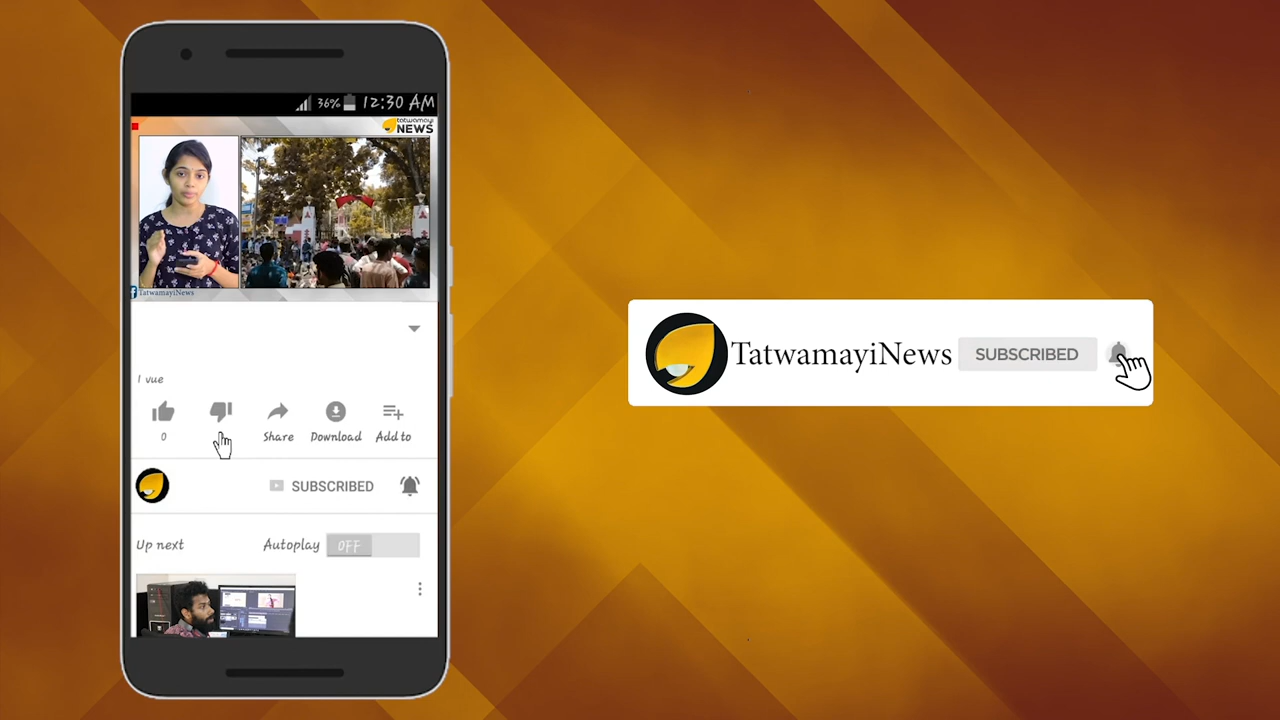 36% 12:30 AM
tatwamayi
NEWS
TatwamayiNews
1 vue
0 Share Download Add to
SUBSCRIBED
Up next Autoplay OFF
TatwamayiNews SUBSCRIBED